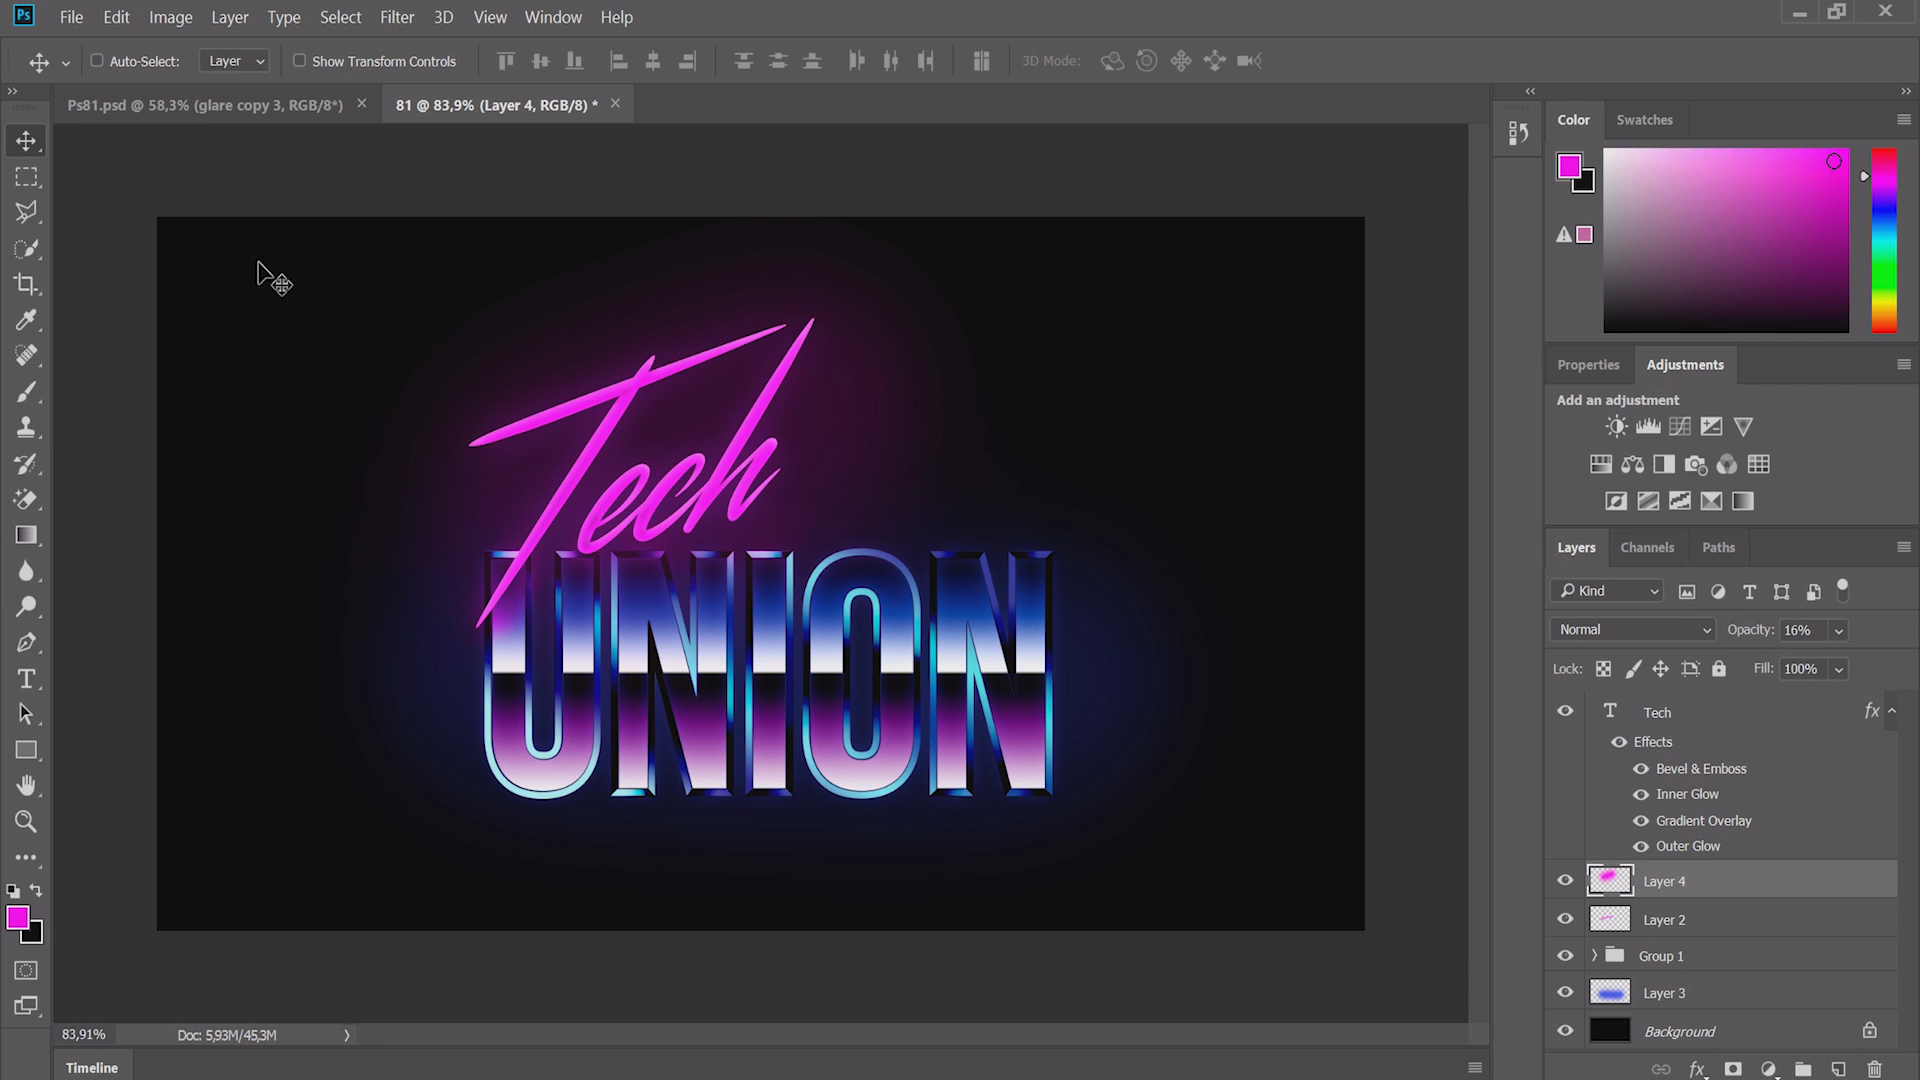 Ps File Edit Image Layer Type Select Filter 3D View Window Help
Auto-Select: Layer Show Transform Controls 3D Mode:
Ps81.psd @ 58,3% (glare copy 3, RGB/8*) × 81 @ 83,9% (Layer 4, RGB/8) * ×
Color Swatches
Tech
UNION
Properties Adjustments
Add an adjustment
Layers Channels Paths
Kind
Normal Opacity: 16%
Lock: Fill: 100%
T Tech fx
Effects
Bevel & Emboss
Inner Glow
Gradient Overlay
Outer Glow
Layer 4
Layer 2
Group 1
Layer 3
Background
fx
83,91% Doc: 5,93M/45,3M
Timeline